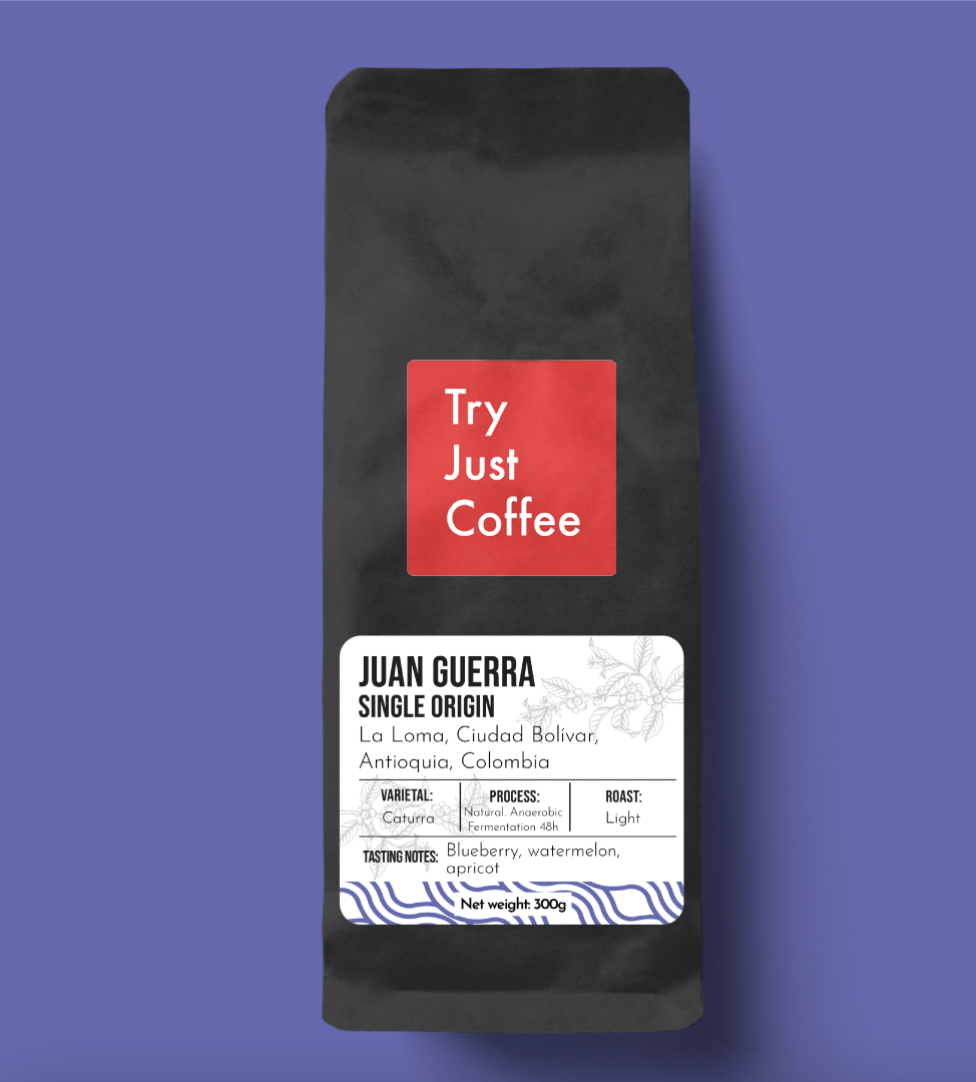 Try
Just
Coffee
JUAN GUERRA
SINGLE ORIGIN
La Loma, Ciudad Bolívar,
Antioquia, Colombia
VARIETAL:
Caturra
PROCESS:
Natural. Anaerobic
Fermentation 48h
ROAST:
Light
TASTING NOTES: Blueberry, watermelon,
apricot
Net weight: 300g